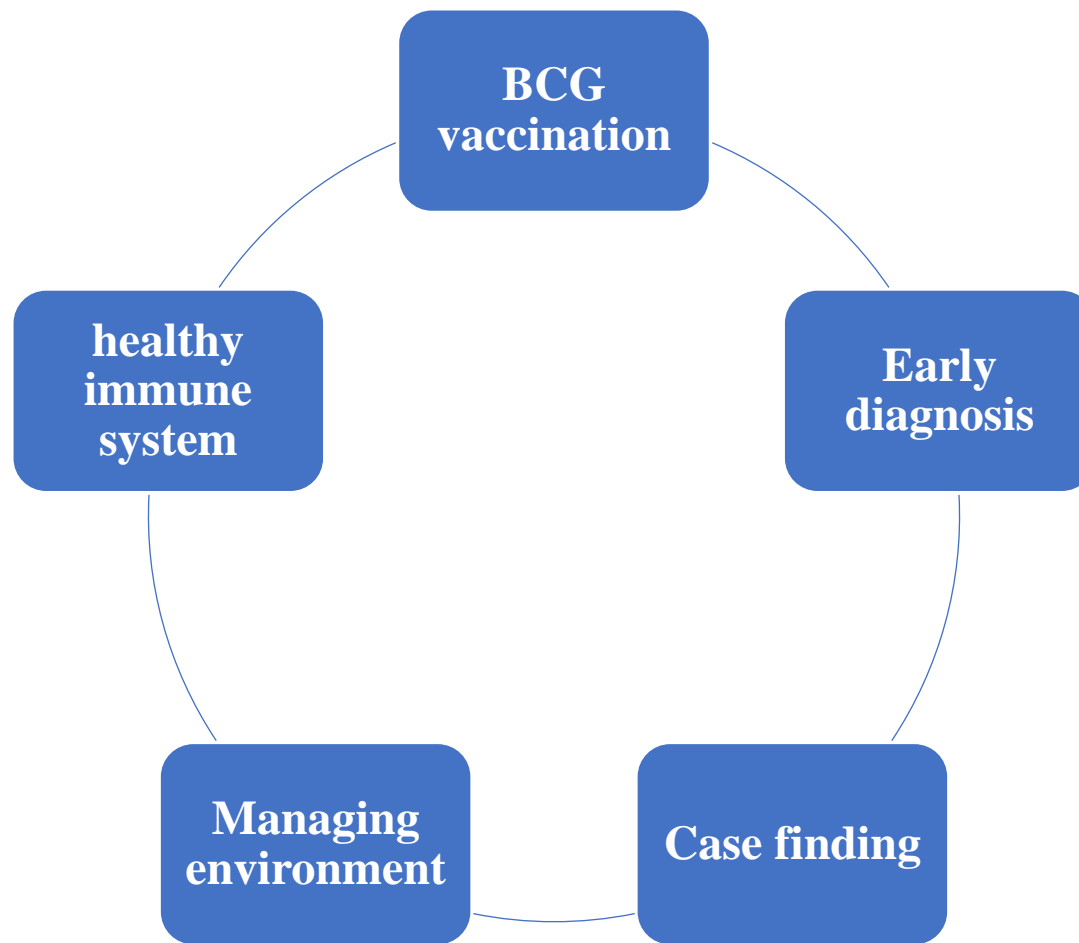 BCG
vaccination
Early
diagnosis
Case finding
Managing
environment
healthy
immune
system